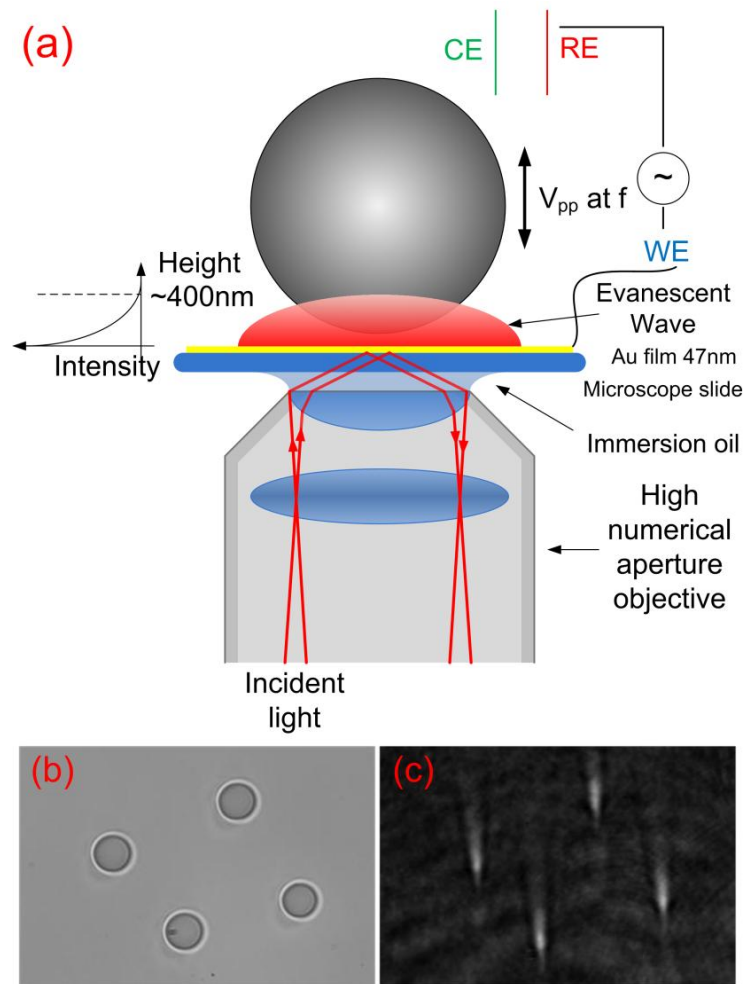 (a)
CE
RE
~
V_pp at f
WE
Height
~400nm
Intensity
Evanescent
Wave
Au film 47nm
Microscope slide
Immersion oil
High
numerical
aperture
objective
Incident
light
(b)
(c)